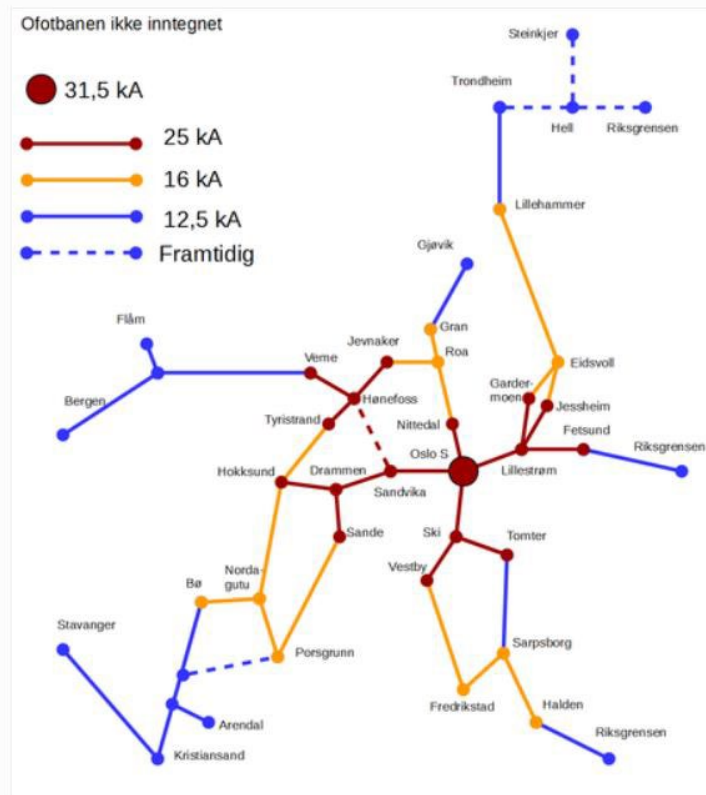 Ofotbanen ikke inntegnet
31,5 kA
25 kA
16 kA
12,5 kA
Framtidig
Steinkjer
Trondheim
Hell
Riksgrensen
Lillehammer
Gjøvik
Gran
Roa
Flåm
Jevnaker
Veme
Eidsvoll
Garder-
moen
Jessheim
Bergen
Hønefoss
Tyristrand
Nittedal
Fetsund
Oslo S
Riksgrensen
Lillestrøm
Hokksund
Drammen
Sandvika
Sande
Ski
Tomter
Vestby
Bø
Norda-
gutu
Stavanger
Porsgrunn
Sarpsborg
Fredrikstad
Halden
Arendal
Riksgrensen
Kristiansand